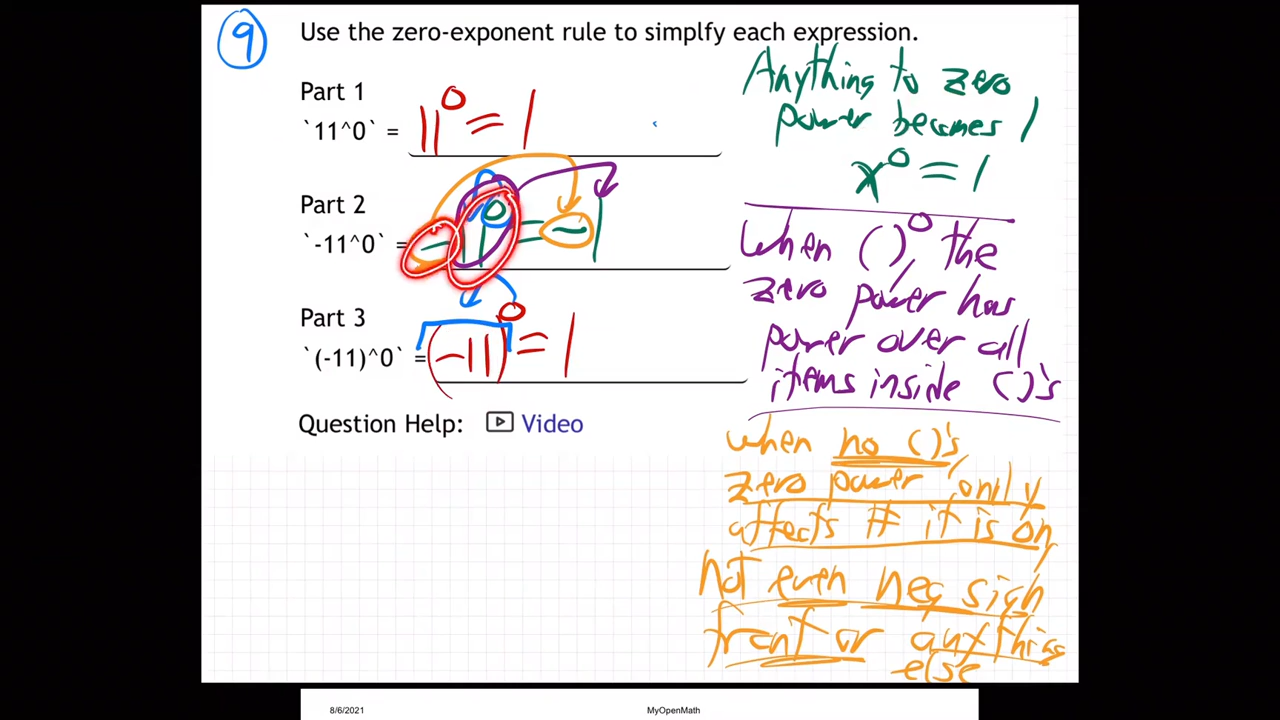 9
Use the zero-exponent rule to simplfy each expression.
Part 1
`11^0` = 11⁰ = 1
Part 2
`-11^0` = -11⁰ = -1
Part 3
`(-11)^0` = (-11)⁰ = 1
Question Help: Video
Anything to zero
power becomes 1
x⁰ = 1
When ( )⁰, the
zero power has
power over all
items inside ( )'s
when no ( )'s,
zero power only
affects # it is on,
not even neg sign
front or anything
else
8/6/2021
MyOpenMath